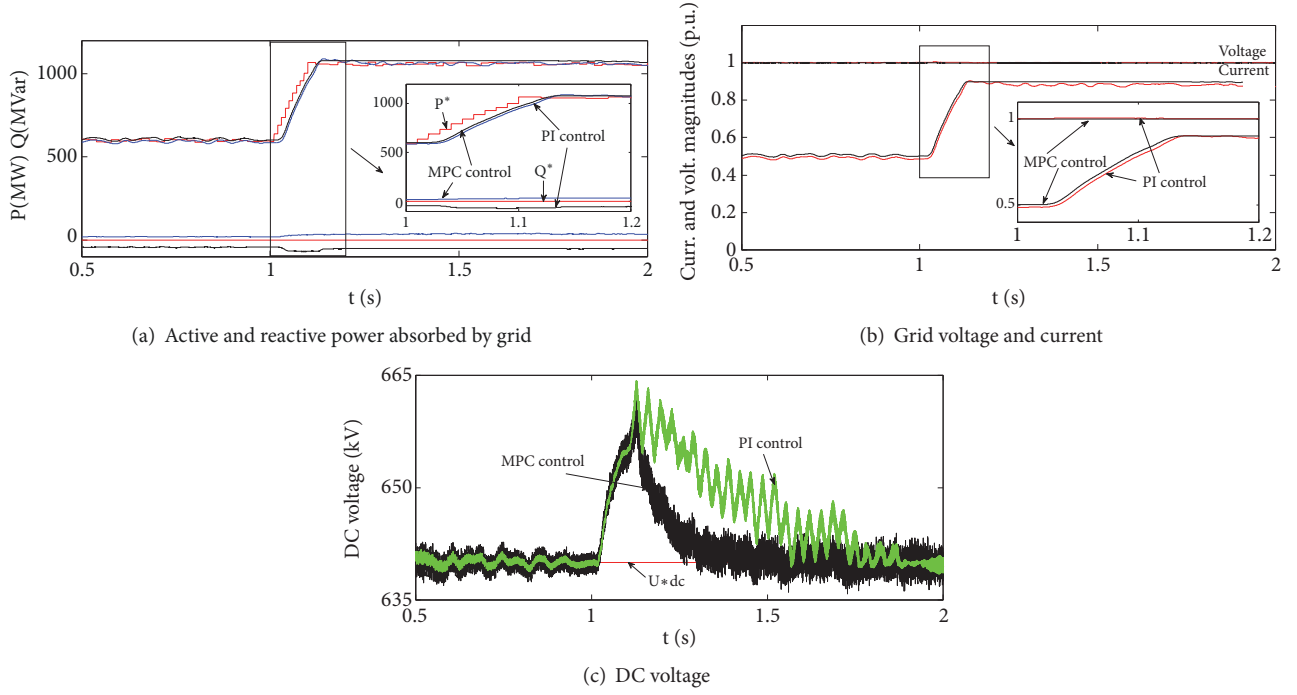 P(MW) Q(MVar)
1000
500
0
0.5
1
1.5
2
t (s)
1000
500
0
1
1.1
1.2
P*
PI control
MPC control
Q*
(a) Active and reactive power absorbed by grid
Curr. and volt. magnitudes (p.u.)
1
0.8
0.6
0.4
0.2
0
0.5
1
1.5
2
t (s)
Voltage
Current
1
0.5
1
1.1
1.2
MPC control
PI control
(b) Grid voltage and current
DC voltage (kV)
665
650
635
0.5
1
1.5
2
t (s)
MPC control
PI control
U*dc
(c) DC voltage